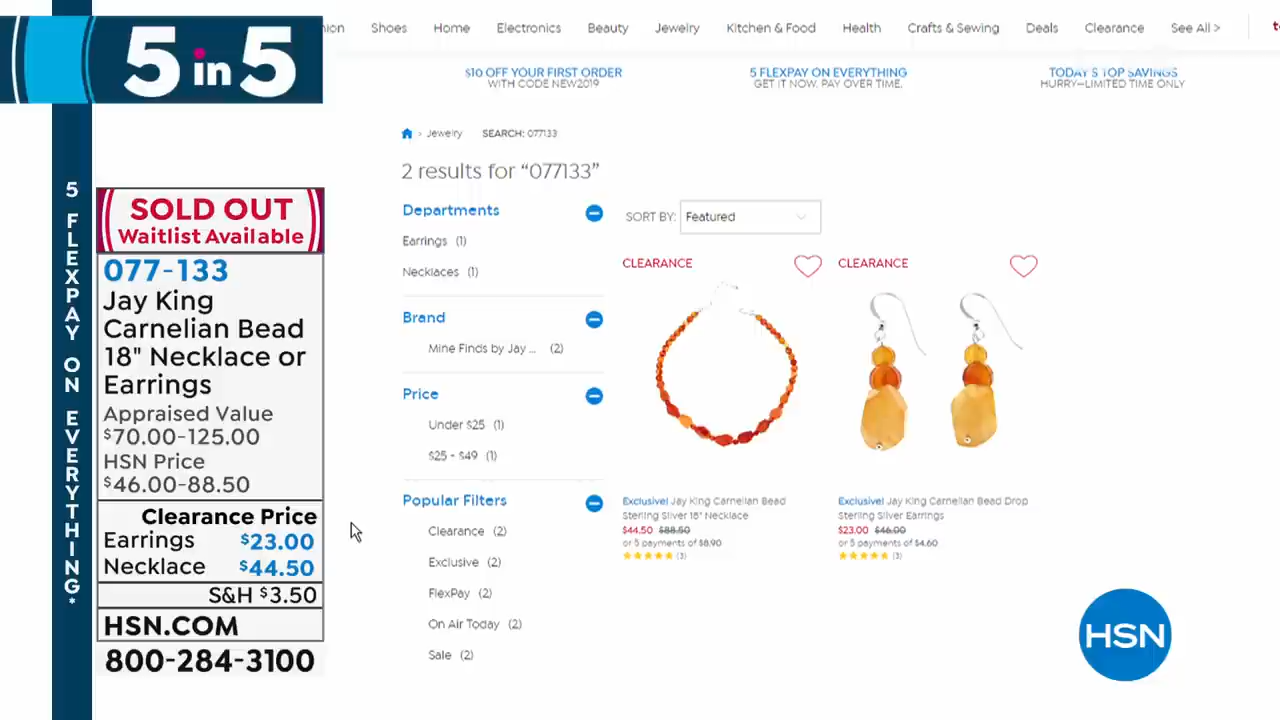 5 in 5
5 FLEXPAY ON EVERYTHING*
SOLD OUT
Waitlist Available
077-133
Jay King
Carnelian Bead
18" Necklace or
Earrings
Appraised Value
$70.00-125.00
HSN Price
$46.00-88.50
Clearance Price
Earrings $23.00
Necklace $44.50
S&H $3.50
HSN.COM
800-284-3100
Shoes Home Electronics Beauty Jewelry Kitchen & Food Health Crafts & Sewing Deals Clearance See All >
$10 OFF YOUR FIRST ORDER
WITH CODE NEW2019
5 FLEXPAY ON EVERYTHING
GET IT NOW. PAY OVER TIME.
TODAY'S TOP SAVINGS
HURRY—LIMITED TIME ONLY
> Jewelry SEARCH: 077133
2 results for “077133”
Departments
Earrings (1)
Necklaces (1)
Brand
Mine Finds by Jay ... (2)
Price
Under $25 (1)
$25 - $49 (1)
Popular Filters
Clearance (2)
Exclusive (2)
FlexPay (2)
On Air Today (2)
Sale (2)
SORT BY: Featured
CLEARANCE
Exclusive! Jay King Carnelian Bead
Sterling Silver 18" Necklace
$44.50 $88.50
or 5 payments of $8.90
(3)
CLEARANCE
Exclusive! Jay King Carnelian Bead Drop
Sterling Silver Earrings
$23.00 $46.00
or 5 payments of $4.60
(3)
HSN